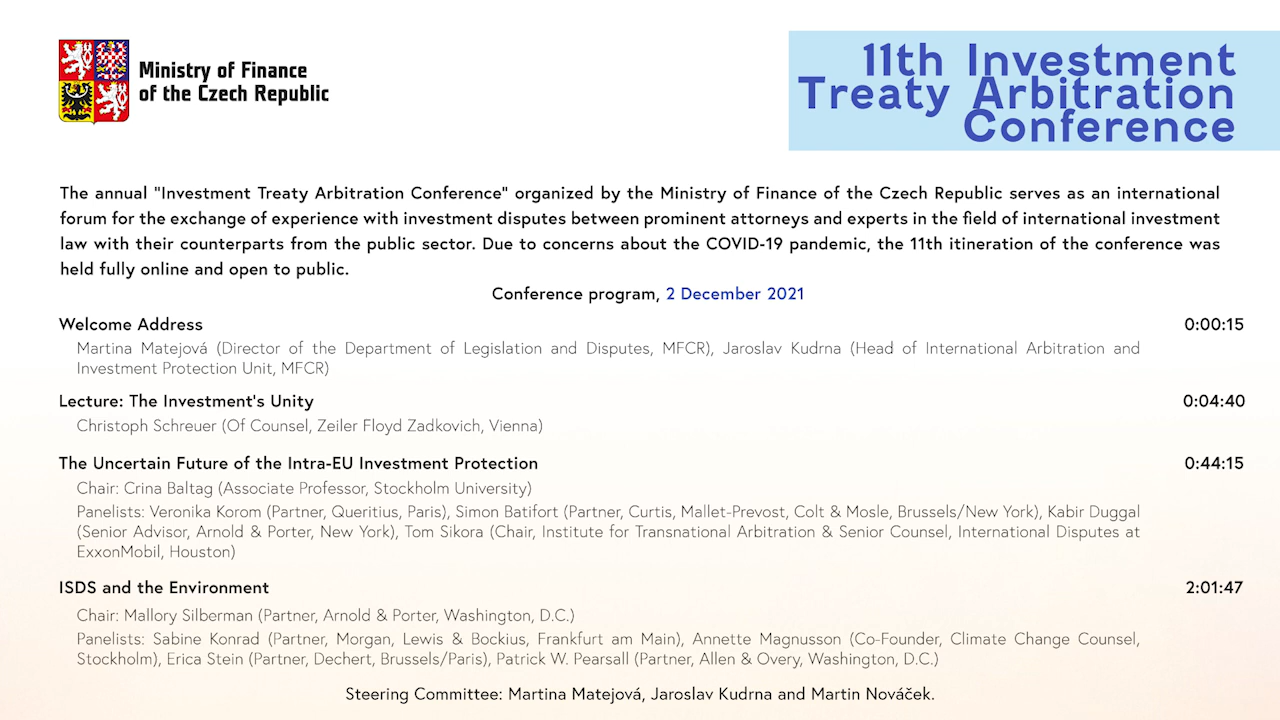 Ministry of Finance
of the Czech Republic
11th Investment
Treaty Arbitration
Conference
The annual "Investment Treaty Arbitration Conference" organized by the Ministry of Finance of the Czech Republic serves as an international
forum for the exchange of experience with investment disputes between prominent attorneys and experts in the field of international investment
law with their counterparts from the public sector. Due to concerns about the COVID-19 pandemic, the 11th itineration of the conference was
held fully online and open to public.
Conference program, 2 December 2021
Welcome Address 0:00:15
Martina Matejová (Director of the Department of Legislation and Disputes, MFCR), Jaroslav Kudrna (Head of International Arbitration and
Investment Protection Unit, MFCR)
Lecture: The Investment's Unity 0:04:40
Christoph Schreuer (Of Counsel, Zeiler Floyd Zadkovich, Vienna)
The Uncertain Future of the Intra-EU Investment Protection 0:44:15
Chair: Crina Baltag (Associate Professor, Stockholm University)
Panelists: Veronika Korom (Partner, Queritius, Paris), Simon Batifort (Partner, Curtis, Mallet-Prevost, Colt & Mosle, Brussels/New York), Kabir Duggal
(Senior Advisor, Arnold & Porter, New York), Tom Sikora (Chair, Institute for Transnational Arbitration & Senior Counsel, International Disputes at
ExxonMobil, Houston)
ISDS and the Environment 2:01:47
Chair: Mallory Silberman (Partner, Arnold & Porter, Washington, D.C.)
Panelists: Sabine Konrad (Partner, Morgan, Lewis & Bockius, Frankfurt am Main), Annette Magnusson (Co-Founder, Climate Change Counsel,
Stockholm), Erica Stein (Partner, Dechert, Brussels/Paris), Patrick W. Pearsall (Partner, Allen & Overy, Washington, D.C.)
Steering Committee: Martina Matejová, Jaroslav Kudrna and Martin Nováček.